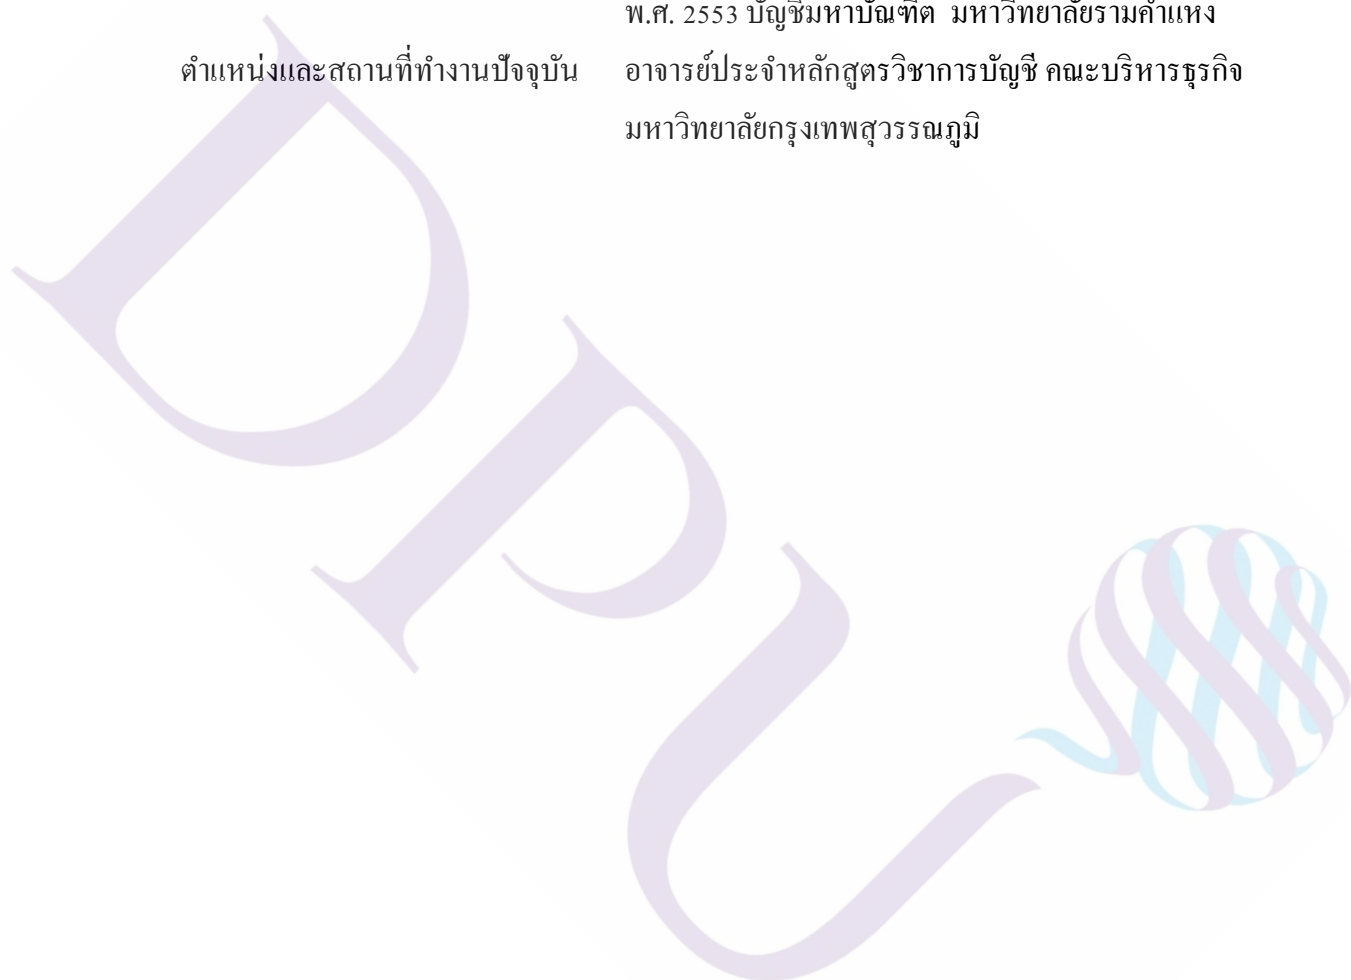 พ.ศ. 2553 บัญชีมหาบัณฑิต มหาวิทยาลัยรามคำแหง
ตำแหน่งและสถานที่ทำงานปัจจุบัน อาจารย์ประจำหลักสูตรวิชาการบัญชี คณะบริหารธุรกิจ
มหาวิทยาลัยกรุงเทพสุวรรณภูมิ
DPU